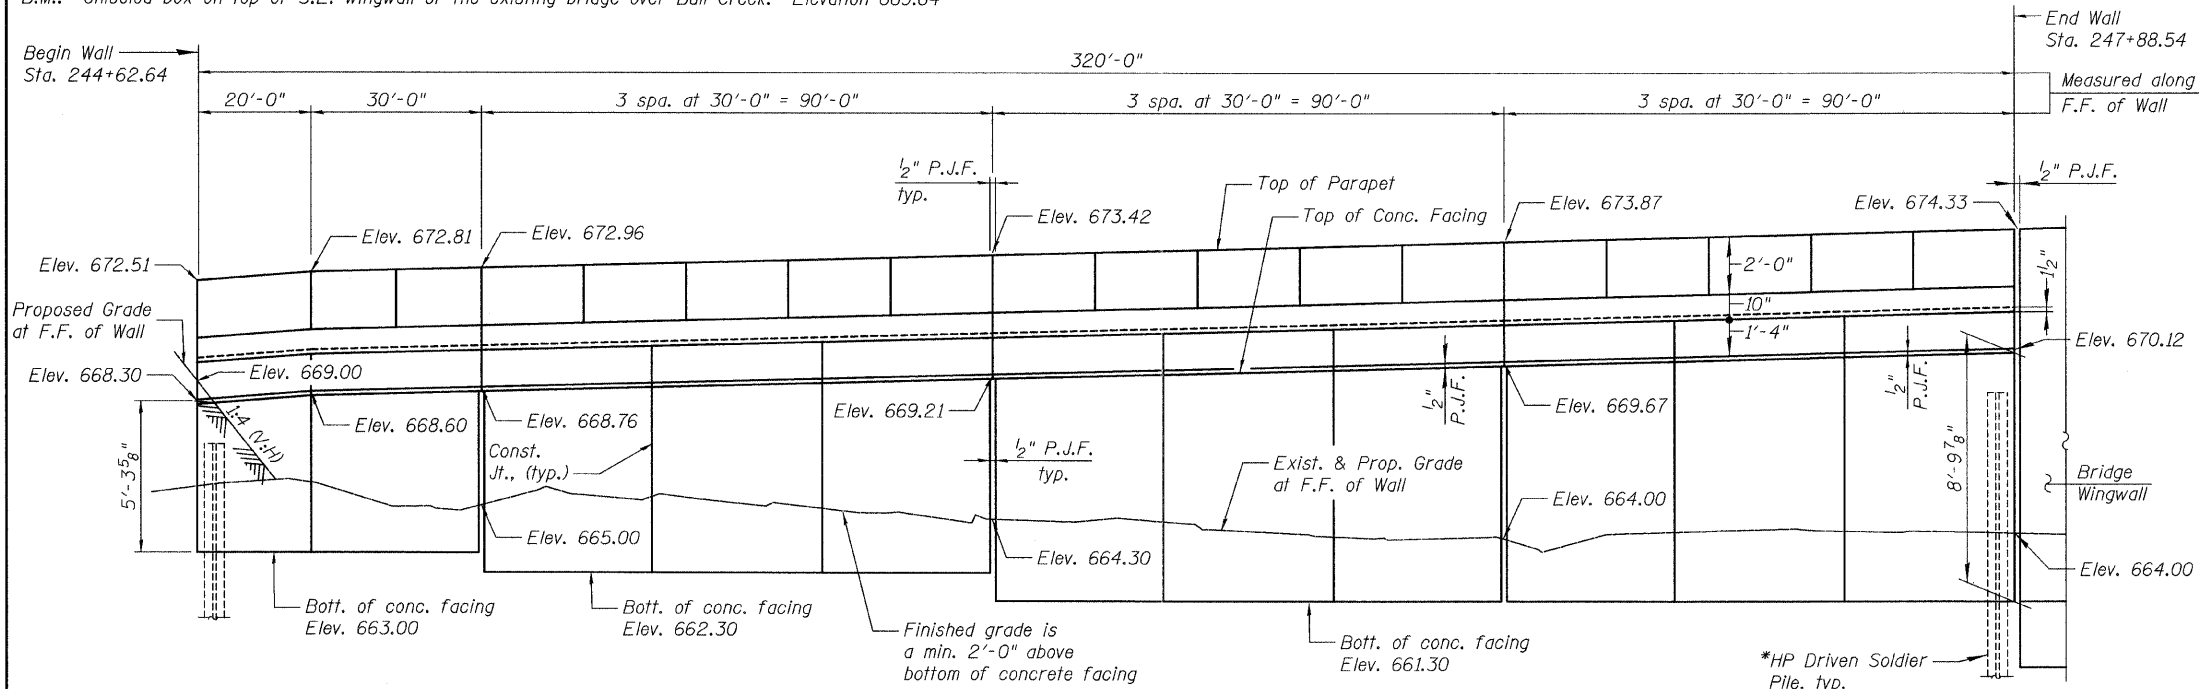 Begin Wall
Sta. 244+62.64
End Wall
Sta. 247+88.54
320'-0"
Measured along
F.F. of Wall
20'-0"
30'-0"
3 spa. at 30'-0" = 90'-0"
3 spa. at 30'-0" = 90'-0"
3 spa. at 30'-0" = 90'-0"
½" P.J.F.
typ.
Top of Parapet
½" P.J.F.
Elev. 672.51
Elev. 672.81
Elev. 672.96
Elev. 673.42
Top of Conc. Facing
Elev. 673.87
Elev. 674.33
2'-0"
10"
1'-4"
1½"
Proposed Grade
at F.F. of Wall
Elev. 668.30
Elev. 669.00
1:4 (V:H)
Elev. 668.60
Elev. 668.76
Elev. 669.21
½"
P.J.F.
Elev. 669.67
½"
P.J.F.
Elev. 670.12
5'-3⅝"
Const.
Jt., (typ.)
½" P.J.F.
typ.
Exist. & Prop. Grade
at F.F. of Wall
8'-9⅞"
Bridge
Wingwall
Elev. 665.00
Elev. 664.30
Elev. 664.00
Elev. 664.00
Bott. of conc. facing
Elev. 663.00
Bott. of conc. facing
Elev. 662.30
Finished grade is
a min. 2'-0" above
bottom of concrete facing
Bott. of conc. facing
Elev. 661.30
*HP Driven Soldier
Pile, typ.